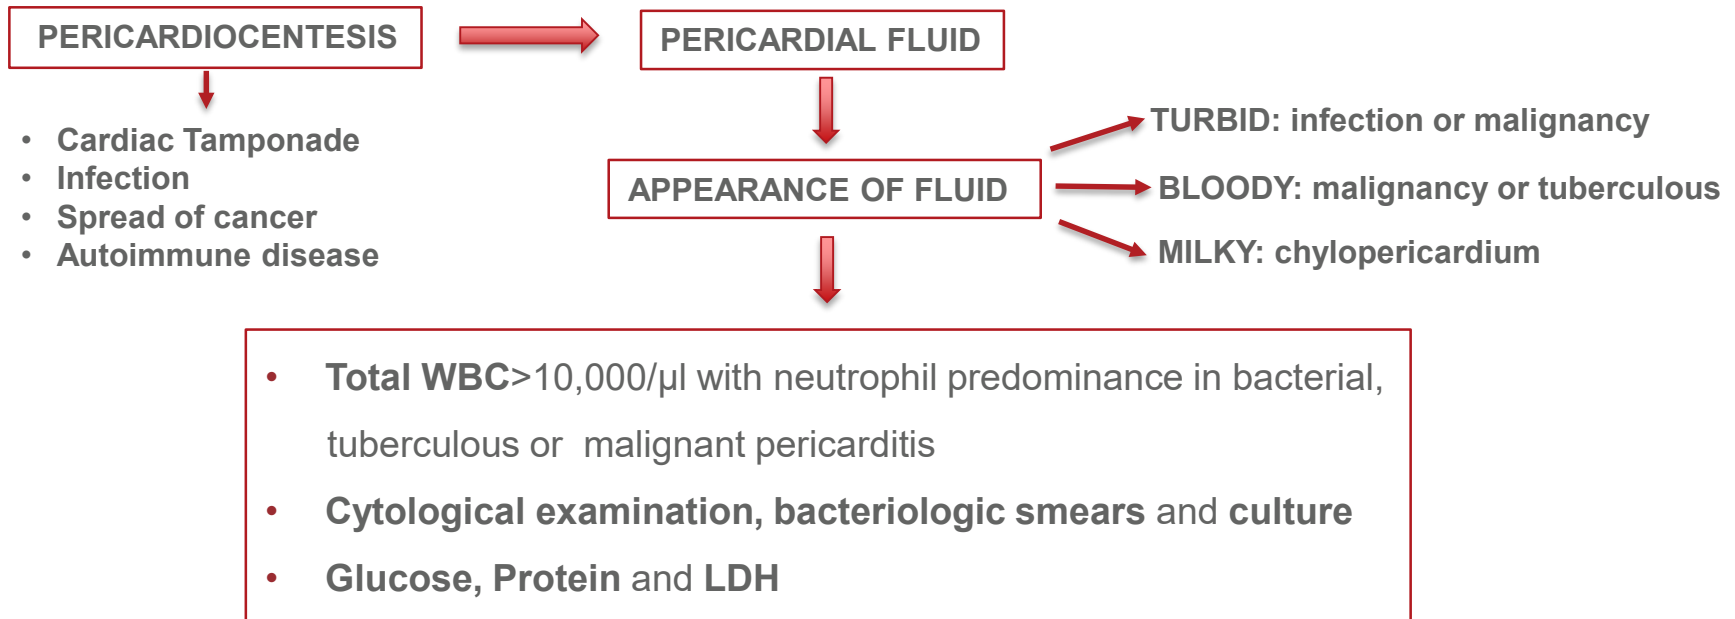 PERICARDIOCENTESIS
• Cardiac Tamponade
• Infection
• Spread of cancer
• Autoimmune disease
PERICARDIAL FLUID
APPEARANCE OF FLUID
TURBID: infection or malignancy
BLOODY: malignancy or tuberculous
MILKY: chylopericardium
• Total WBC>10,000/µl with neutrophil predominance in bacterial,
tuberculous or malignant pericarditis
• Cytological examination, bacteriologic smears and culture
• Glucose, Protein and LDH